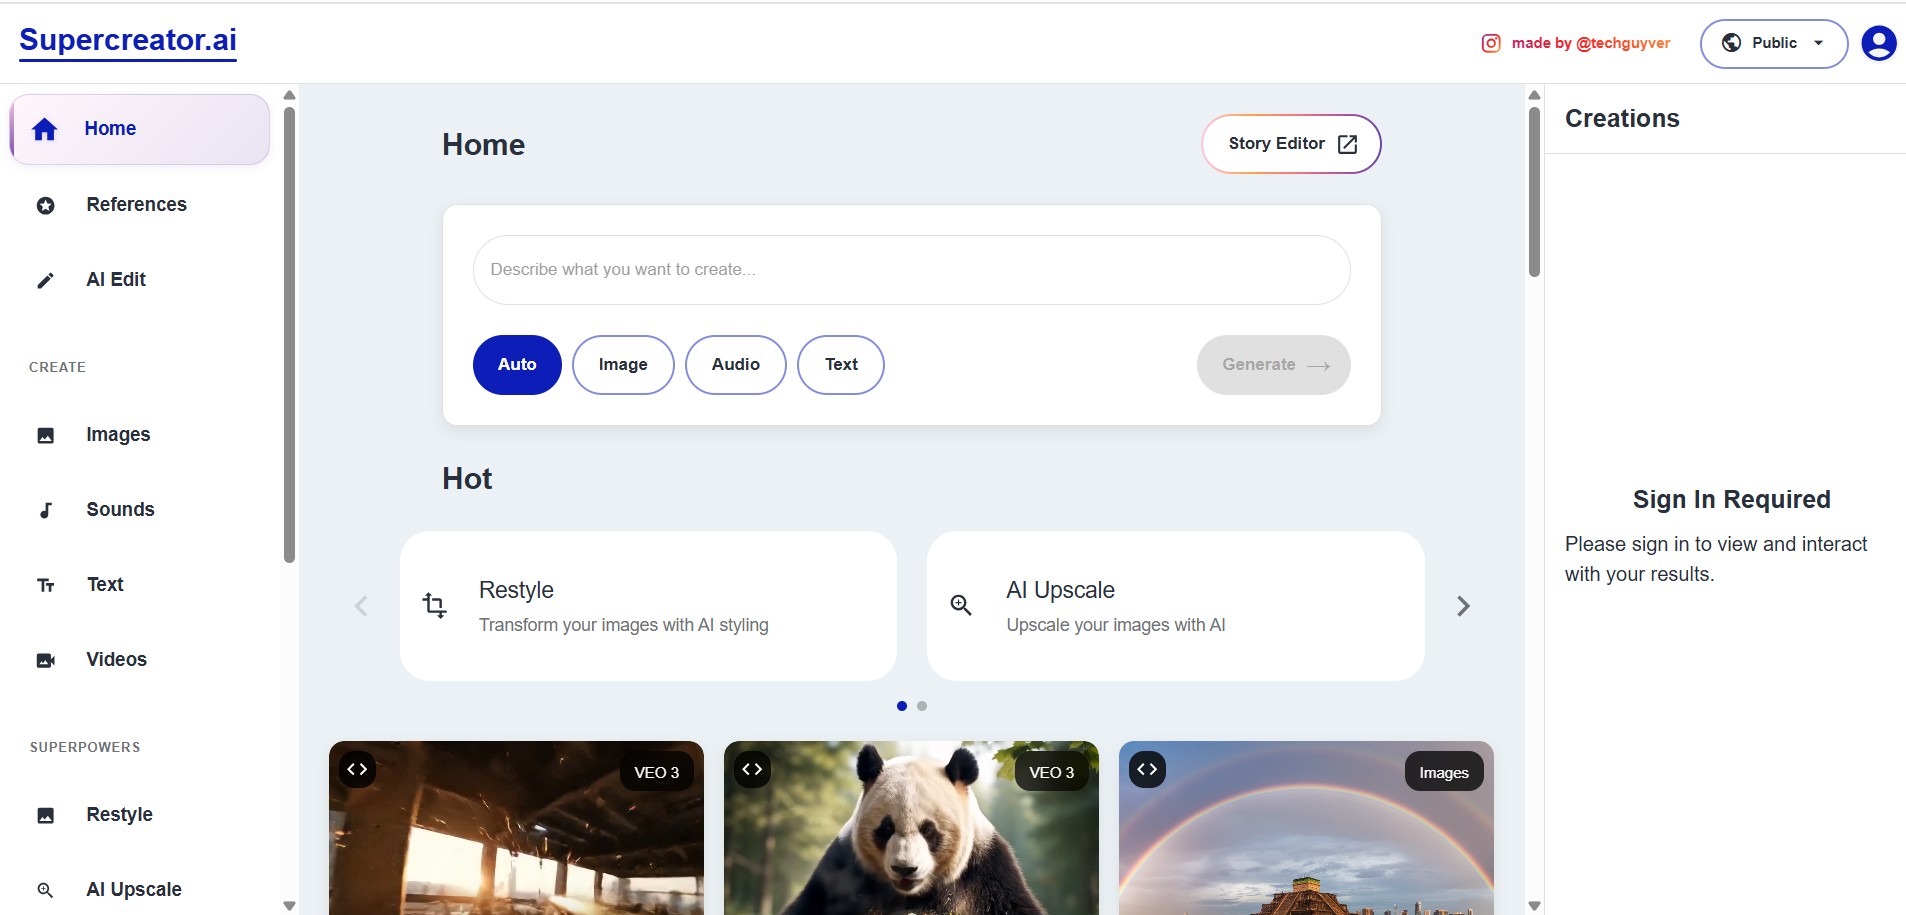 Supercreator.ai
made by @techguyver
Public
Home
References
AI Edit
CREATE
Images
Sounds
Text
Videos
SUPERPOWERS
Restyle
AI Upscale
Home
Story Editor
Describe what you want to create...
Auto
Image
Audio
Text
Generate →
Hot
Restyle
Transform your images with AI styling
AI Upscale
Upscale your images with AI
VEO 3
VEO 3
Images
Creations
Sign In Required
Please sign in to view and interact
with your results.